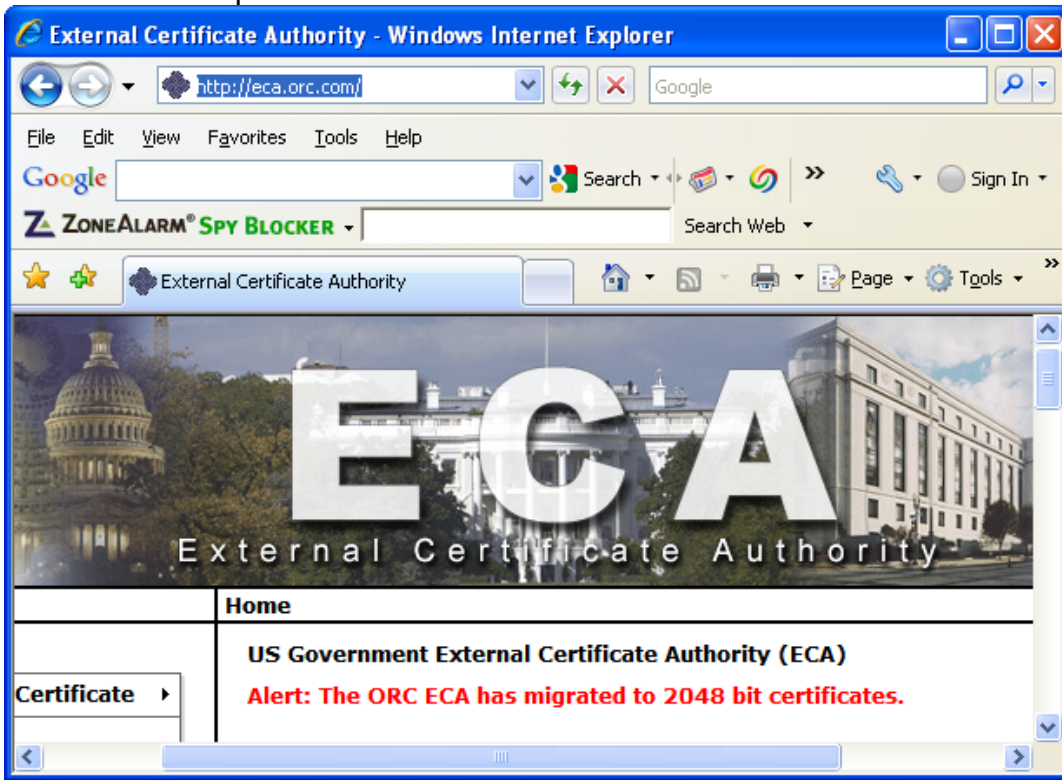 External Certificate Authority - Windows Internet Explorer
http://eca.orc.com/ Google
File Edit View Favorites Tools Help
Google Search Sign In
ZONEALARM® SPY BLOCKER Search Web
External Certificate Authority Page Tools
ECA
External Certificate Authority
Home
US Government External Certificate Authority (ECA)
Certificate Alert: The ORC ECA has migrated to 2048 bit certificates.